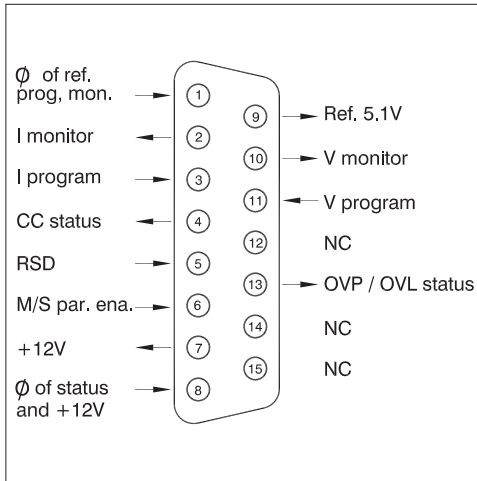 Ø of ref.
prog, mon.
1
I monitor
2
I program
3
CC status
4
RSD
5
M/S par. ena.
6
+12V
7
Ø of status
and +12V
8
9
Ref. 5.1V
10
V monitor
11
V program
12
NC
13
OVP / OVL status
14
NC
15
NC